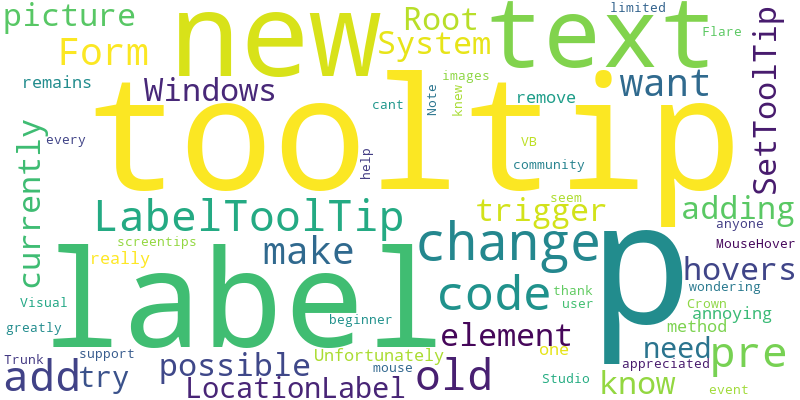 picture
new
Root
text
limited
Flare
SetToolTip
Form
System
remains
Windows
tooltip
images
want
cant
Note
knew
remove
currently
every
help
VB
community
LabelToolTip
trigger
seem
adding
anyone
screentips
label
make
change
p
MouseHover
really
hovers
Visual
code
thank
user
wondering
Crown
annoying
greatly
beginner
element
method
Trunk
support
possible
Unfortunately
one
need
pre
add
try
mouse
old
appreciated
LocationLabel
Studio
know
event